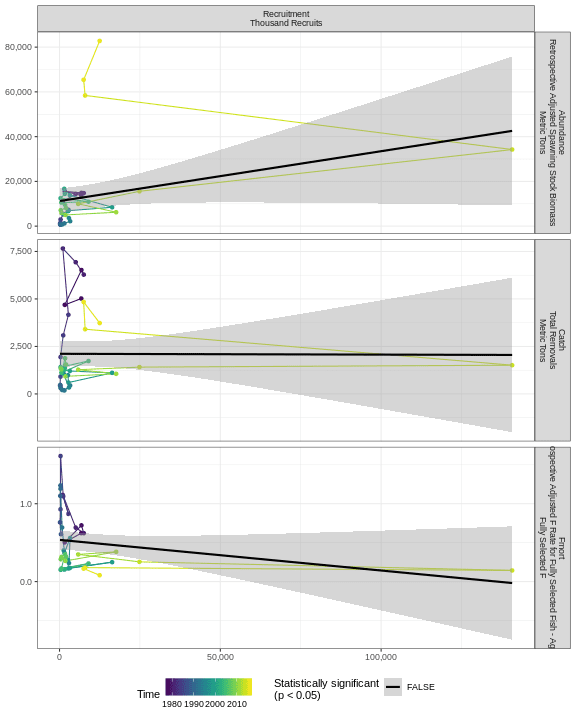 Recruitment
Thousand Recruits
80,000
60,000
40,000
20,000
0
Abundance
Retrospective Adjusted Spawning Stock Biomass
Metric Tons
7,500
5,000
2,500
0
Catch
Total Removals
Metric Tons
1.0
0.0
Fmort
ospective Adjusted F Rate for Fully Selected Fish - Ag
Fully Selected F
0
50,000
100,000
Time
1980 1990 2000 2010
Statistically significant
(p < 0.05)
FALSE